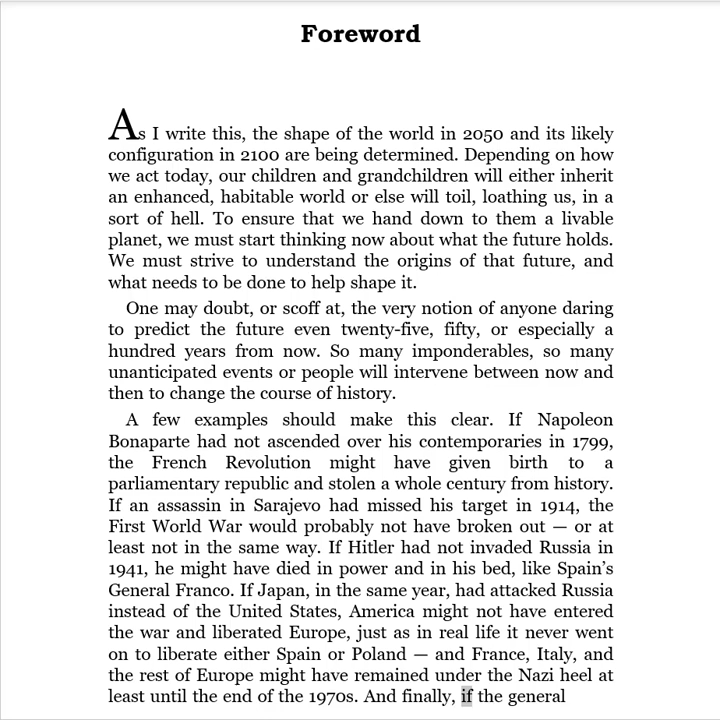 Foreword
As I write this, the shape of the world in 2050 and its likely
configuration in 2100 are being determined. Depending on how
we act today, our children and grandchildren will either inherit
an enhanced, habitable world or else will toil, loathing us, in a
sort of hell. To ensure that we hand down to them a livable
planet, we must start thinking now about what the future holds.
We must strive to understand the origins of that future, and
what needs to be done to help shape it.
One may doubt, or scoff at, the very notion of anyone daring
to predict the future even twenty-five, fifty, or especially a
hundred years from now. So many imponderables, so many
unanticipated events or people will intervene between now and
then to change the course of history.
A few examples should make this clear. If Napoleon
Bonaparte had not ascended over his contemporaries in 1799,
the French Revolution might have given birth to a
parliamentary republic and stolen a whole century from history.
If an assassin in Sarajevo had missed his target in 1914, the
First World War would probably not have broken out — or at
least not in the same way. If Hitler had not invaded Russia in
1941, he might have died in power and in his bed, like Spain’s
General Franco. If Japan, in the same year, had attacked Russia
instead of the United States, America might not have entered
the war and liberated Europe, just as in real life it never went
on to liberate either Spain or Poland — and France, Italy, and
the rest of Europe might have remained under the Nazi heel at
least until the end of the 1970s. And finally, if the general